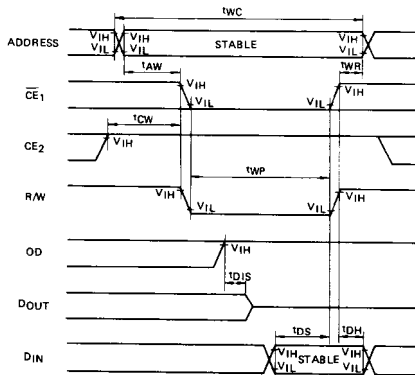 tWC
ADDRESS VIH VIH STABLE VIH
VIL VIL VIL
tAW tWR
CE1 VIH VIL VIL VIH
tCW
CE2 VIH
tWP
R/W VIH VIH
VIL VIL
OD VIH
tDIS
DOUT
tDS tDH
DIN VIH STABLE VIH
VIL VIL